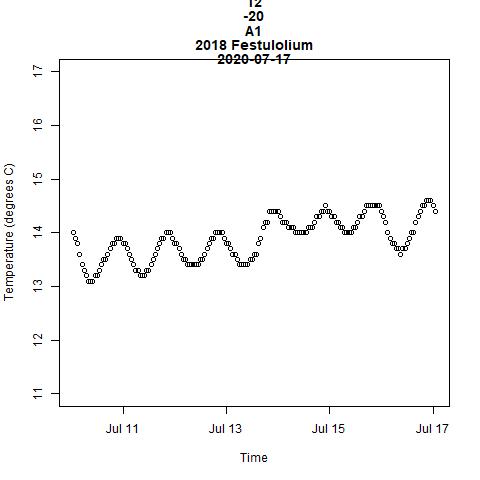 T2
-20
A1
2018 Festulolium
2020-07-17
Temperature (degrees C)
17
16
15
14
13
12
11
Jul 11 Jul 13 Jul 15 Jul 17
Time